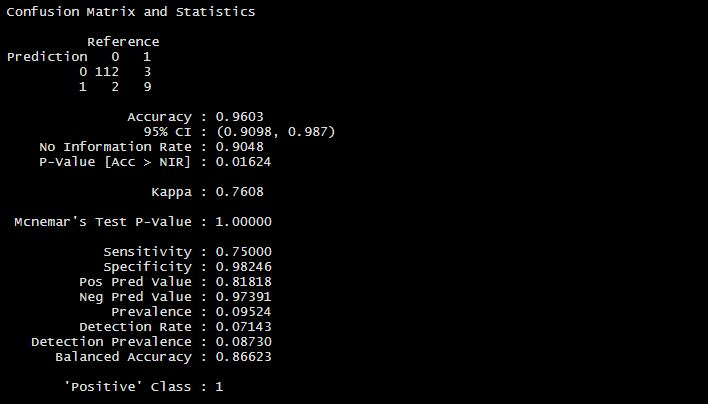 Confusion Matrix and Statistics

          Reference
Prediction   0   1
         0 112   3
         1   2   9

               Accuracy : 0.9603
                 95% CI : (0.9098, 0.987)
    No Information Rate : 0.9048
    P-Value [Acc > NIR] : 0.01624

                  Kappa : 0.7608

 Mcnemar's Test P-Value : 1.00000

            Sensitivity : 0.75000
            Specificity : 0.98246
         Pos Pred Value : 0.81818
         Neg Pred Value : 0.97391
             Prevalence : 0.09524
         Detection Rate : 0.07143
   Detection Prevalence : 0.08730
      Balanced Accuracy : 0.86623

       'Positive' Class : 1